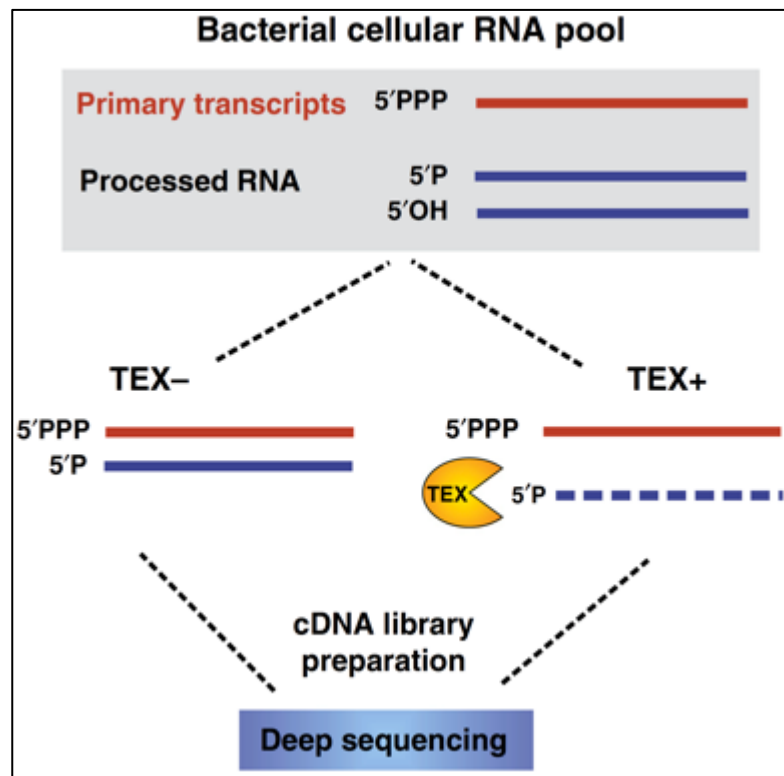 Bacterial cellular RNA pool
Primary transcripts 5′PPP
Processed RNA 5′P
5′OH
TEX–
TEX+
5′PPP
5′P
5′PPP
TEX 5′P
cDNA library
preparation
Deep sequencing